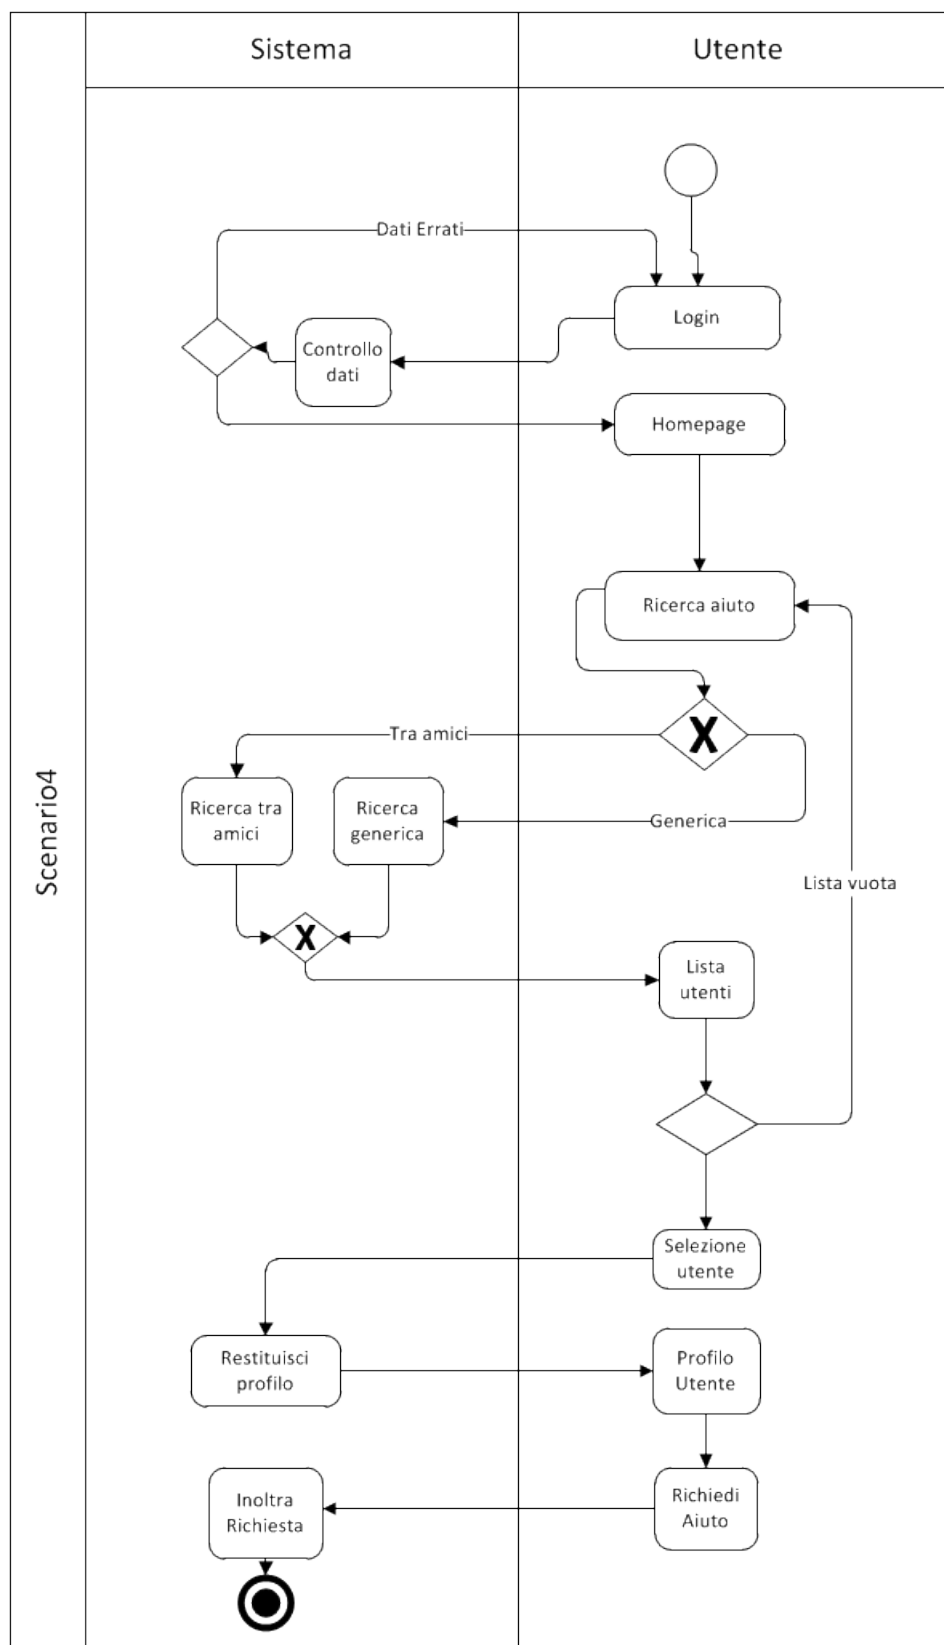 Sistema
Utente
Scenario4
Dati Errati
Login
Controllo
dati
Homepage
Ricerca aiuto
X
Tra amici
Ricerca tra
amici
Ricerca
generica
Generica
Lista vuota
X
Lista
utenti
Selezione
utente
Restituisci
profilo
Profilo
Utente
Inoltra
Richiesta
Richiedi
Aiuto